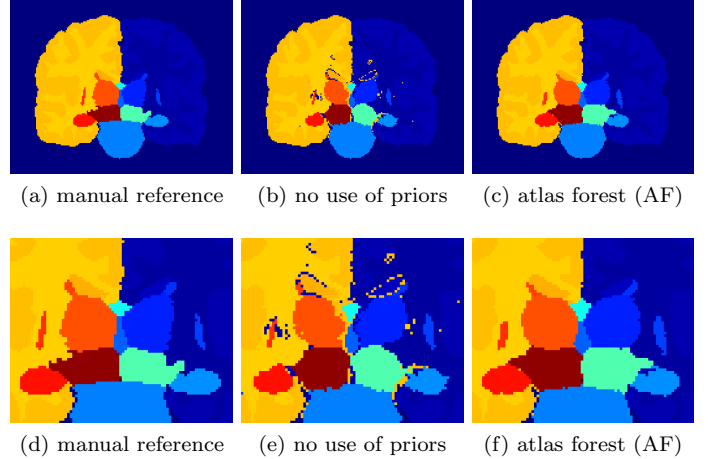 (a) manual reference
(b) no use of priors
(c) atlas forest (AF)
(d) manual reference
(e) no use of priors
(f) atlas forest (AF)